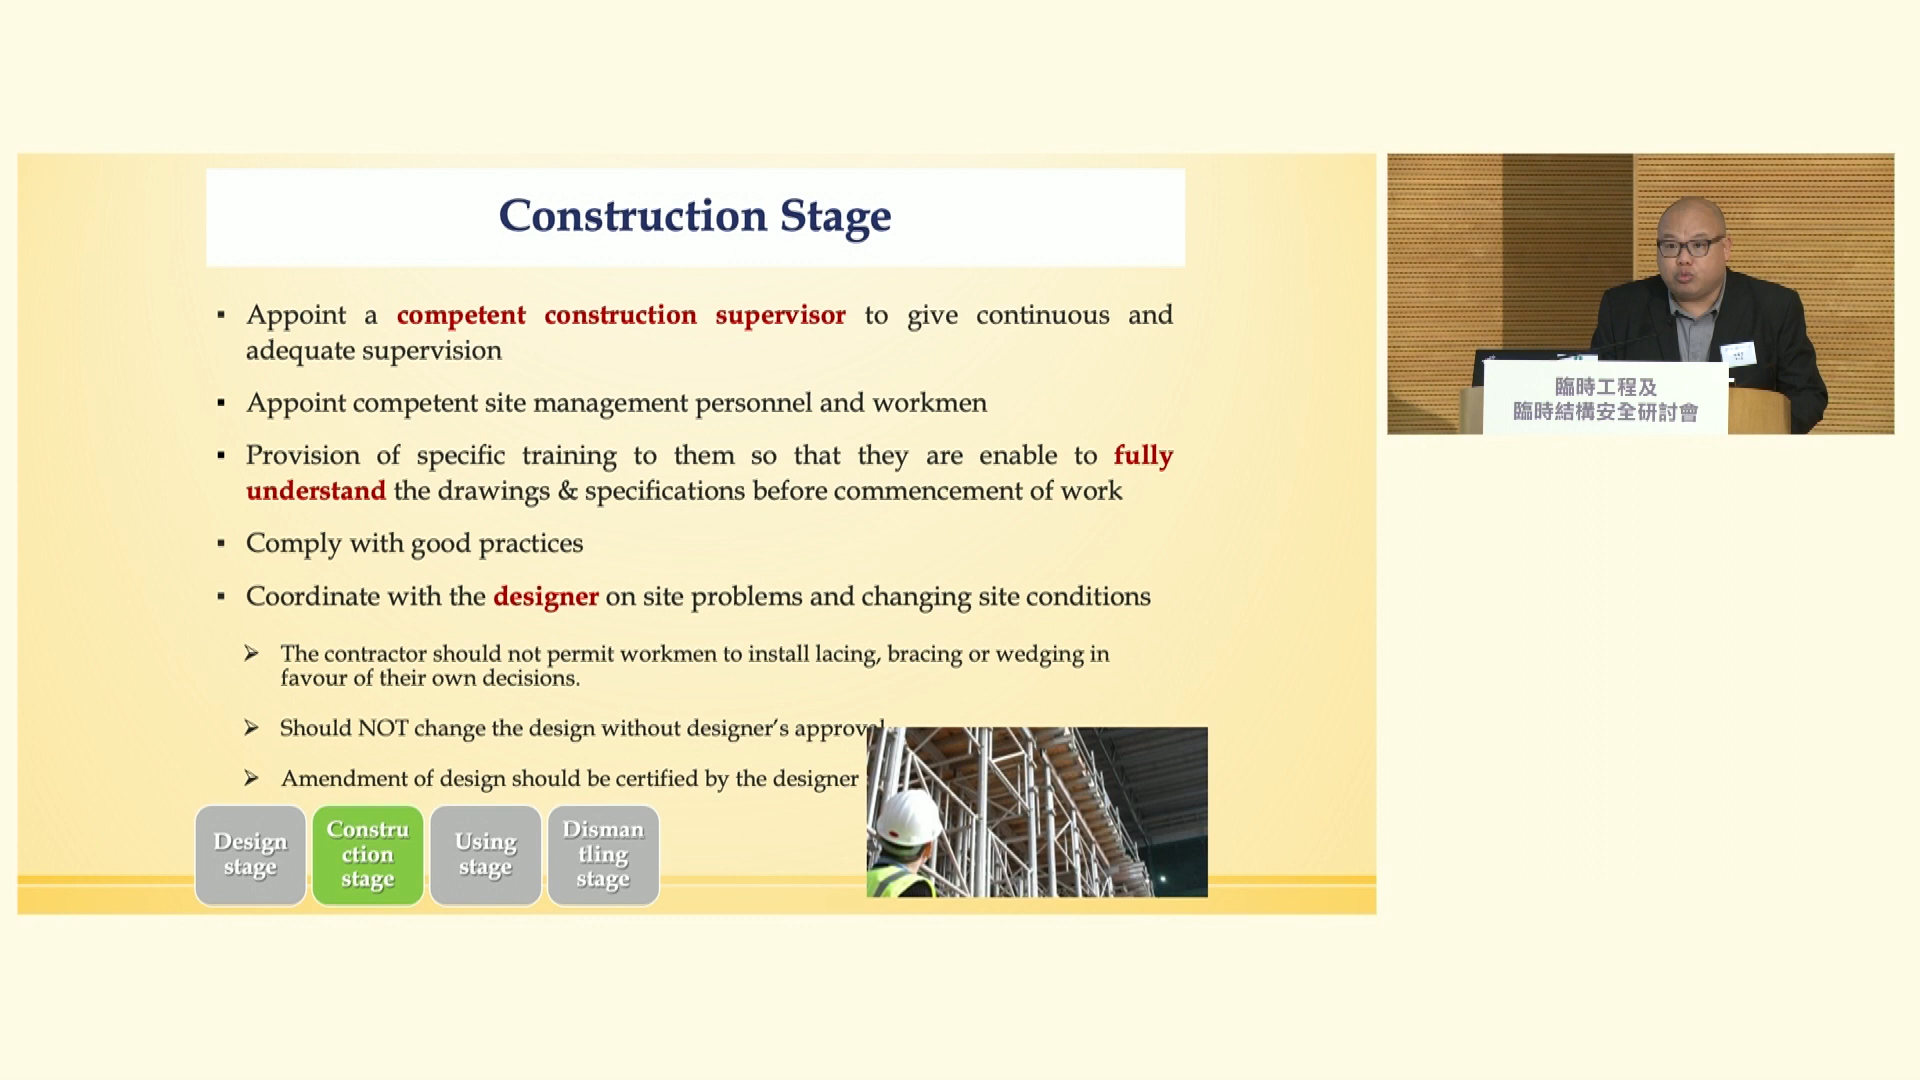 Construction Stage
▪ Appoint a competent construction supervisor to give continuous and
adequate supervision
▪ Appoint competent site management personnel and workmen
▪ Provision of specific training to them so that they are enable to fully
understand the drawings & specifications before commencement of work
▪ Comply with good practices
▪ Coordinate with the designer on site problems and changing site conditions
➢ The contractor should not permit workmen to install lacing, bracing or wedging in
favour of their own decisions.
➢ Should NOT change the design without designer’s approval
➢ Amendment of design should be certified by the designer
Design
stage
Constru
ction
stage
Using
stage
Disman
tling
stage
臨時工程及
臨時結構安全研討會